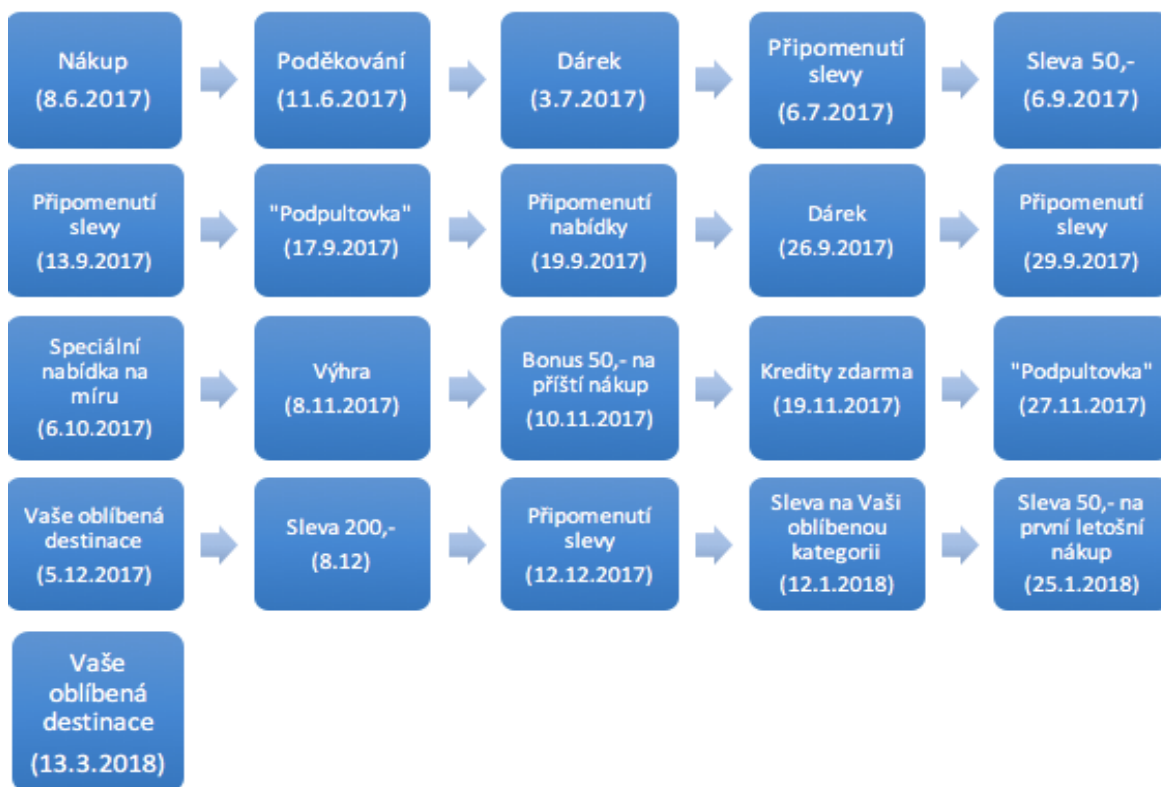 Nákup
(8.6.2017)
Poděkování
(11.6.2017)
Dárek
(3.7.2017)
Připomenutí
slevy
(6.7.2017)
Sleva 50,-
(6.9.2017)
Připomenutí
slevy
(13.9.2017)
"Podpultovka"
(17.9.2017)
Připomenutí
nabídky
(19.9.2017)
Dárek
(26.9.2017)
Připomenutí
slevy
(29.9.2017)
Speciální
nabídka na
míru
(6.10.2017)
Výhra
(8.11.2017)
Bonus 50,- na
příští nákup
(10.11.2017)
Kredity zdarma
(19.11.2017)
"Podpultovka"
(27.11.2017)
Vaše oblíbená
destinace
(5.12.2017)
Sleva 200,-
(8.12)
Připomenutí
slevy
(12.12.2017)
Sleva na Vaši
oblíbenou
kategorii
(12.1.2018)
Sleva 50,- na
první letošní
nákup
(25.1.2018)
Vaše
oblíbená
destinace
(13.3.2018)